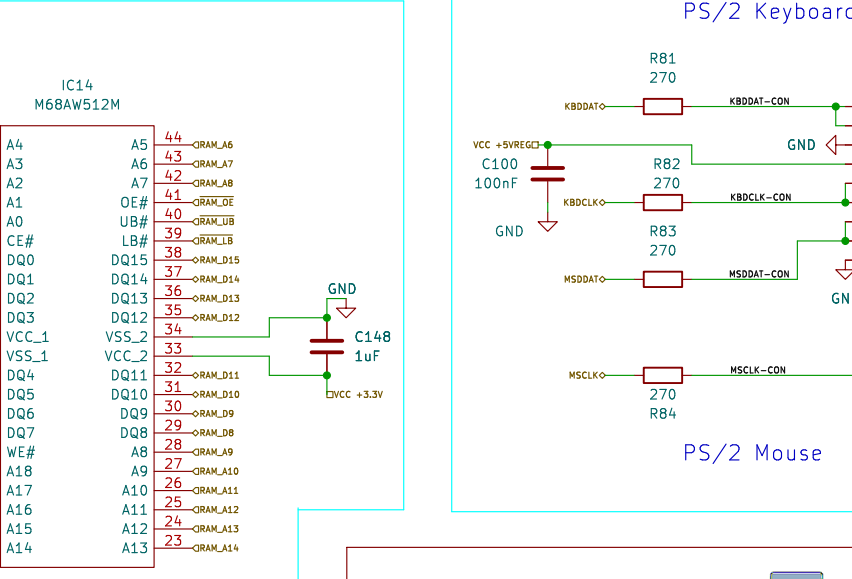 PS/2 Keyboard
IC14
M68AW512M
A4 A5 44 RAM_A6
A3 A6 43 RAM_A7
A2 A7 42 RAM_A8
A1 OE# 41 RAM_OE
A0 UB# 40 RAM_UB
CE# LB# 39 RAM_LB
DQ0 DQ15 38 RAM_D15
DQ1 DQ14 37 RAM_D14
DQ2 DQ13 36 RAM_D13
DQ3 DQ12 35 RAM_D12
VCC_1 VSS_2 34
VSS_1 VCC_2 33
DQ4 DQ11 32 RAM_D11
DQ5 DQ10 31 RAM_D10
DQ6 DQ9 30 RAM_D9
DQ7 DQ8 29 RAM_D8
WE# A8 28 RAM_A9
A18 A9 27 RAM_A10
A17 A10 26 RAM_A11
A16 A11 25 RAM_A12
A15 A12 24 RAM_A13
A14 A13 23 RAM_A14
GND
C148
1uF
VCC +3.3V
R81
270
KBDDAT KBDDAT-CON
VCC +5VREG
GND
C100
100nF
GND
R82
270
KBDCLK KBDCLK-CON
R83
270
MSDDAT MSDDAT-CON
GN
MSCLK MSCLK-CON
270
R84
PS/2 Mouse